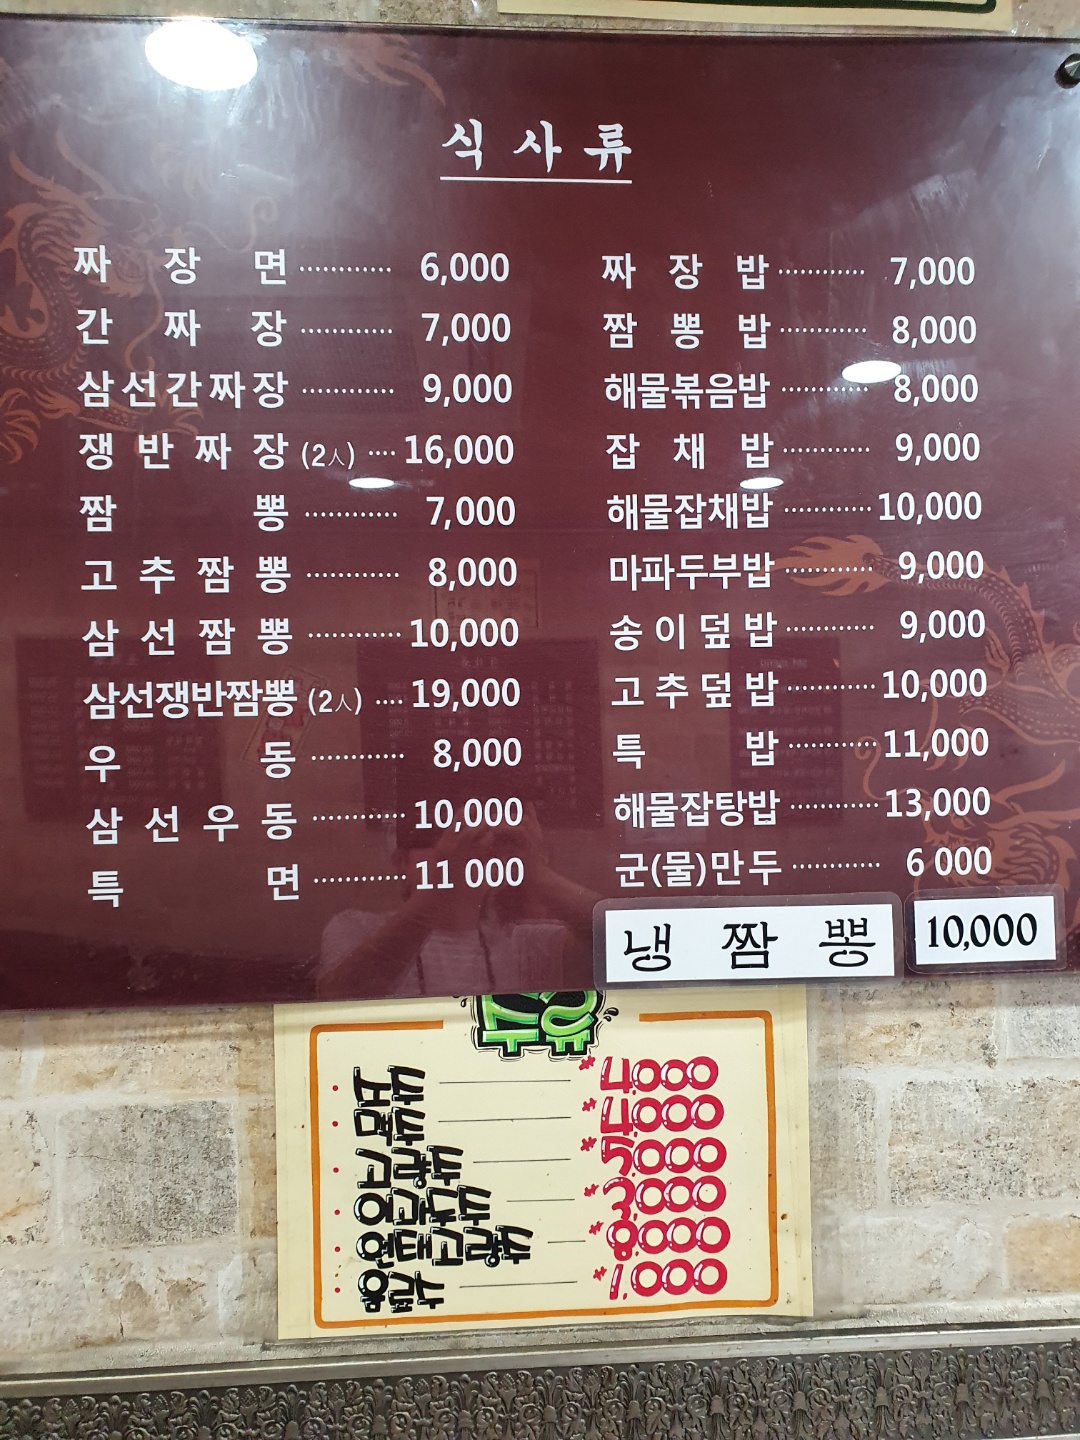 식사류
짜장면 ············ 6,000
간짜장 ············ 7,000
삼선간짜장 ············ 9,000
쟁반짜장 (2人) ···· 16,000
짬뽕 ············ 7,000
고추짬뽕 ············ 8,000
삼선짬뽕 ············ 10,000
삼선쟁반짬뽕 (2人) ···· 19,000
우동 ············ 8,000
삼선우동 ············ 10,000
특면 ············ 11 000
짜장밥 ············ 7,000
짬뽕밥 ············ 8,000
해물볶음밥 ············ 8,000
잡채밥 ············ 9,000
해물잡채밥 ············ 10,000
마파두부밥 ············ 9,000
송이덮밥 ············ 9,000
고추덮밥 ············ 10,000
특밥 ············ 11,000
해물잡탕밥 ············ 13,000
군(물)만두 ············ 6 000
냉짬뽕 10,000
*4000
*4000
*5000
*8000
*1000